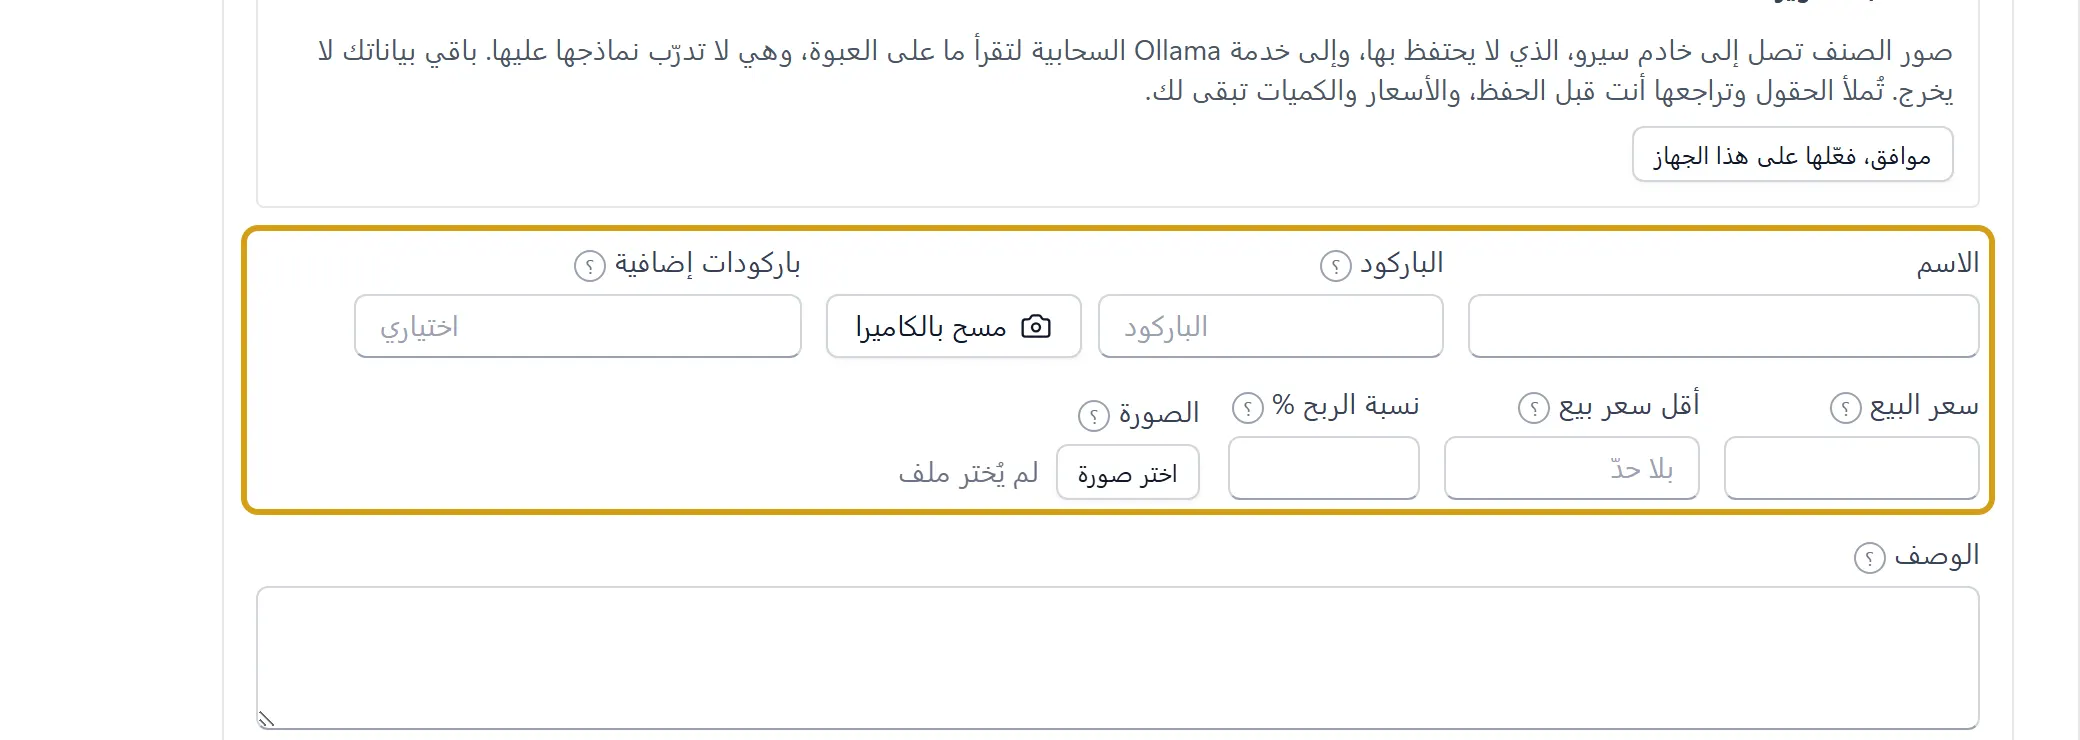 صور الصنف تصل إلى خادم سيرو، الذي لا يحتفظ بها، وإلى خدمة Ollama السحابية لتقرأ ما على العبوة، وهي لا تدرّب نماذجها عليها. باقي بياناتك لا
يخرج. تُملأ الحقول وتراجعها أنت قبل الحفظ، والأسعار والكميات تبقى لك.
موافق، فعّلها على هذا الجهاز
الاسم
الباركود ؟
باركودات إضافية ؟
الباركود
مسح بالكاميرا
اختياري
سعر البيع ؟
أقل سعر بيع ؟
نسبة الربح % ؟
الصورة ؟
بلا حدّ
اختر صورة
لم يُختر ملف
الوصف ؟